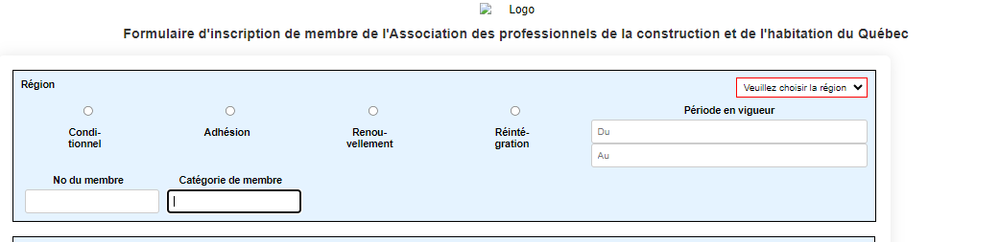 Logo
Formulaire d'inscription de membre de l'Association des professionnels de la construction et de l'habitation du Québec
Région
Veuillez choisir la région
Condi-
tionnel
Adhésion
Renou-
vellement
Réinté-
gration
Période en vigueur
Du
Au
No du membre
Catégorie de membre